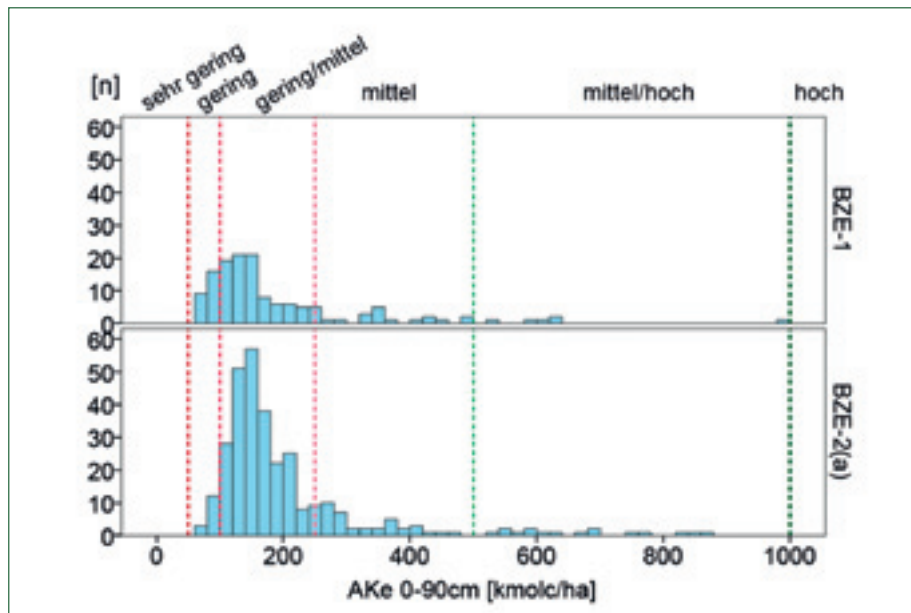 [n]
sehr gering
gering
gering/mittel
mittel
mittel/hoch
hoch
60
50
40
30
20
10
0
BZE-1
60
50
40
30
20
10
0
BZE-2(a)
0 200 400 600 800 1000
AKe 0-90cm [kmolc/ha]